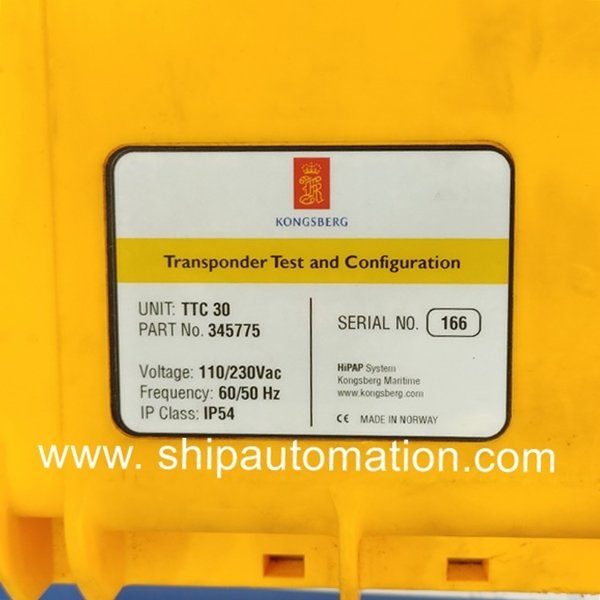 KONGSBERG
Transponder Test and Configuration
UNIT: TTC 30
PART No. 345775
SERIAL NO. 166
Voltage: 110/230Vac
Frequency: 60/50 Hz
IP Class: IP54
HiPAP System
Kongsberg Maritime
www.kongsberg.com
CE MADE IN NORWAY
www. shipautomation.com